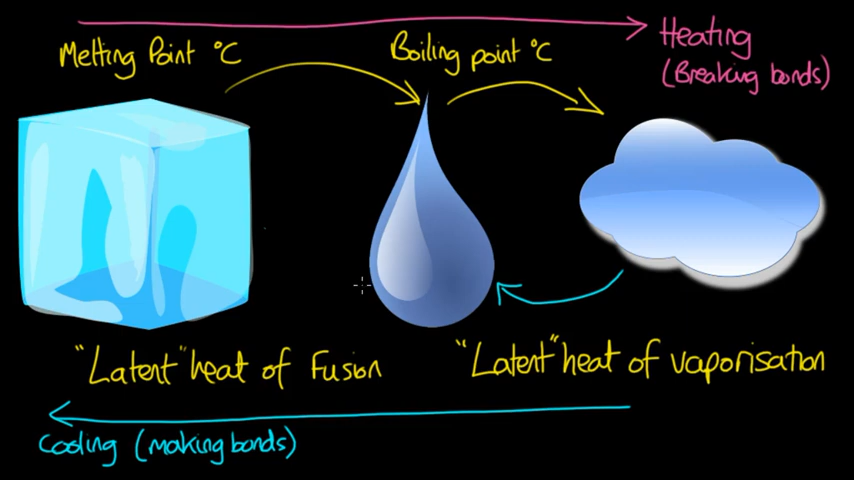 Melting Point °C
Boiling point °C
Heating
(Breaking bonds)
"Latent" heat of Fusion
"Latent" heat of vaporisation
Cooling (making bonds)